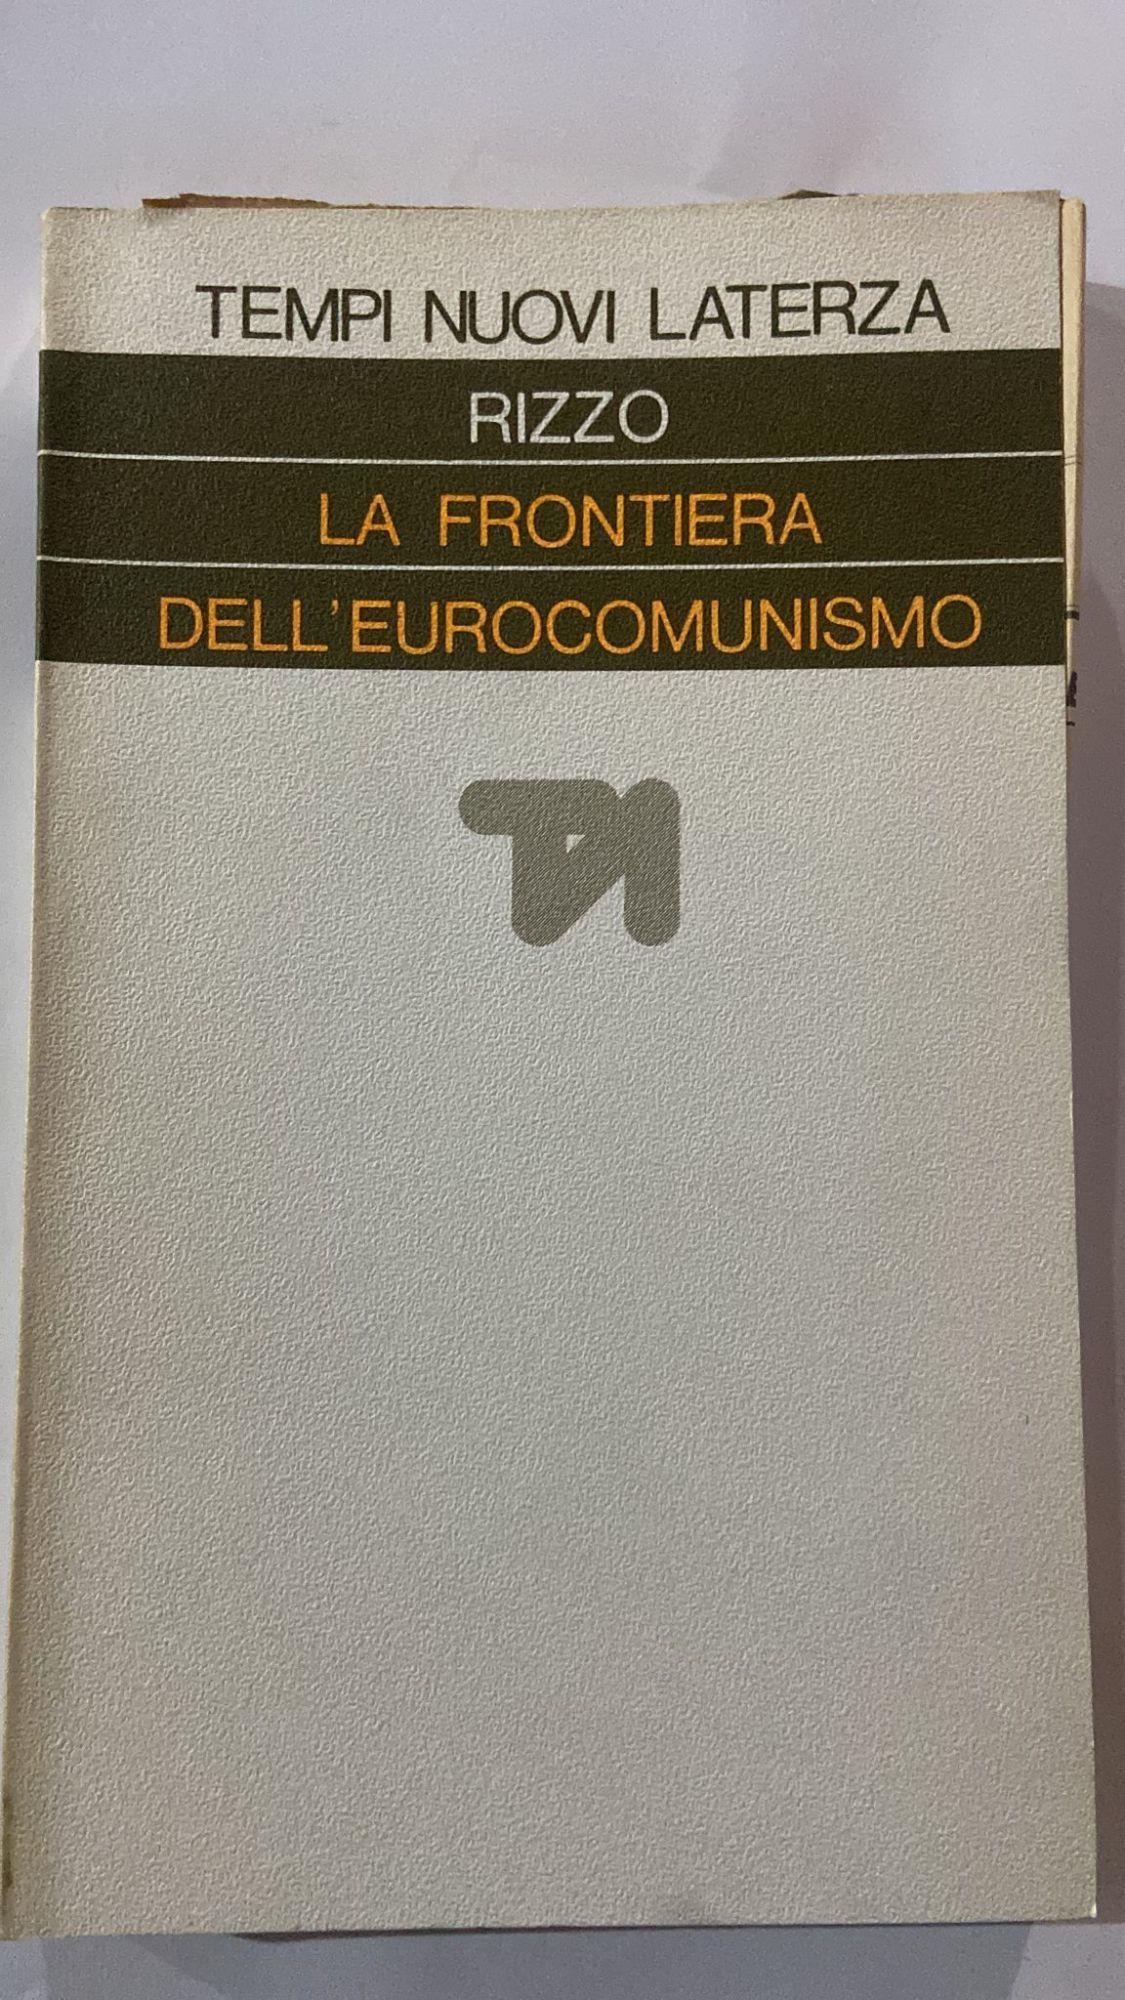 TEMPI NUOVI LATERZA
RIZZO
LA FRONTIERA
DELL'EUROCOMUNISMO